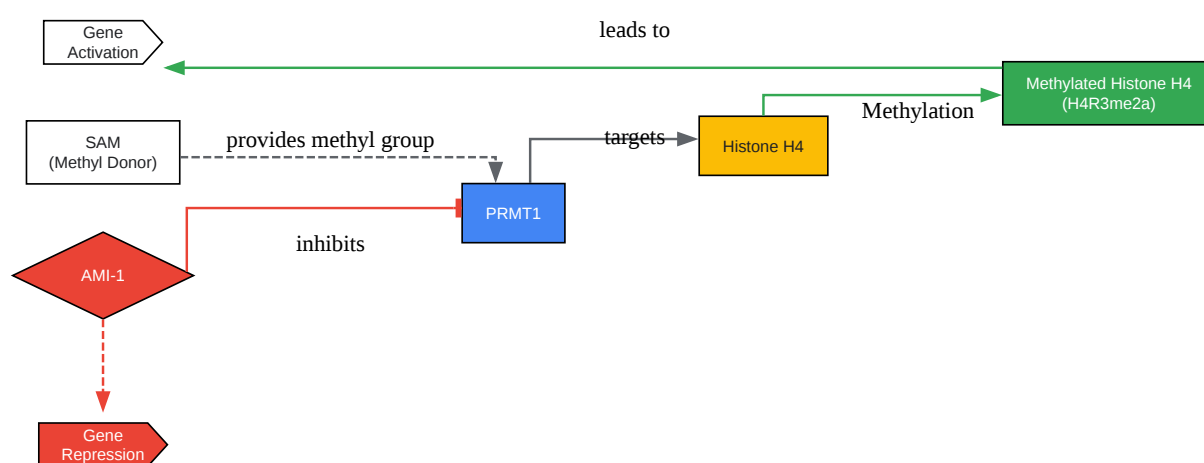 leads to
Gene
Activation
Methylated Histone H4
(H4R3me2a)
Methylation
SAM
(Methyl Donor)
provides methyl group
targets
Histone H4
PRMT1
inhibits
AMI-1
Gene
Repression